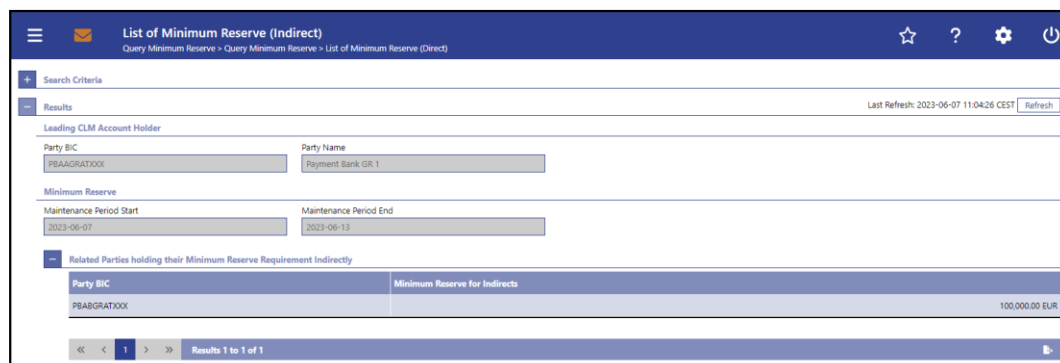 List of Minimum Reserve (Indirect)
Query Minimum Reserve > Query Minimum Reserve > List of Minimum Reserve (Direct)
?
+ Search Criteria
− Results
Last Refresh: 2023-06-07 11:04:26 CEST Refresh
Leading CLM Account Holder
Party BIC Party Name
PBAAGRATXXX Payment Bank GR 1
Minimum Reserve
Maintenance Period Start Maintenance Period End
2023-06-07 2023-06-13
− Related Parties holding their Minimum Reserve Requirement Indirectly
Party BIC Minimum Reserve for Indirects
PBABGRATXXX 100,000.00 EUR
« < 1 > » Results 1 to 1 of 1